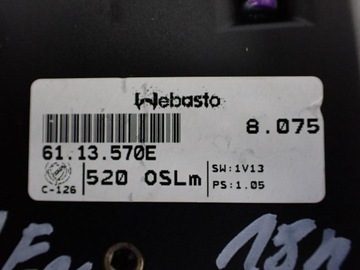 Webasto
8.075
61.13.570E
C-126
520 OSLm
SW:1V13
PS:1.05